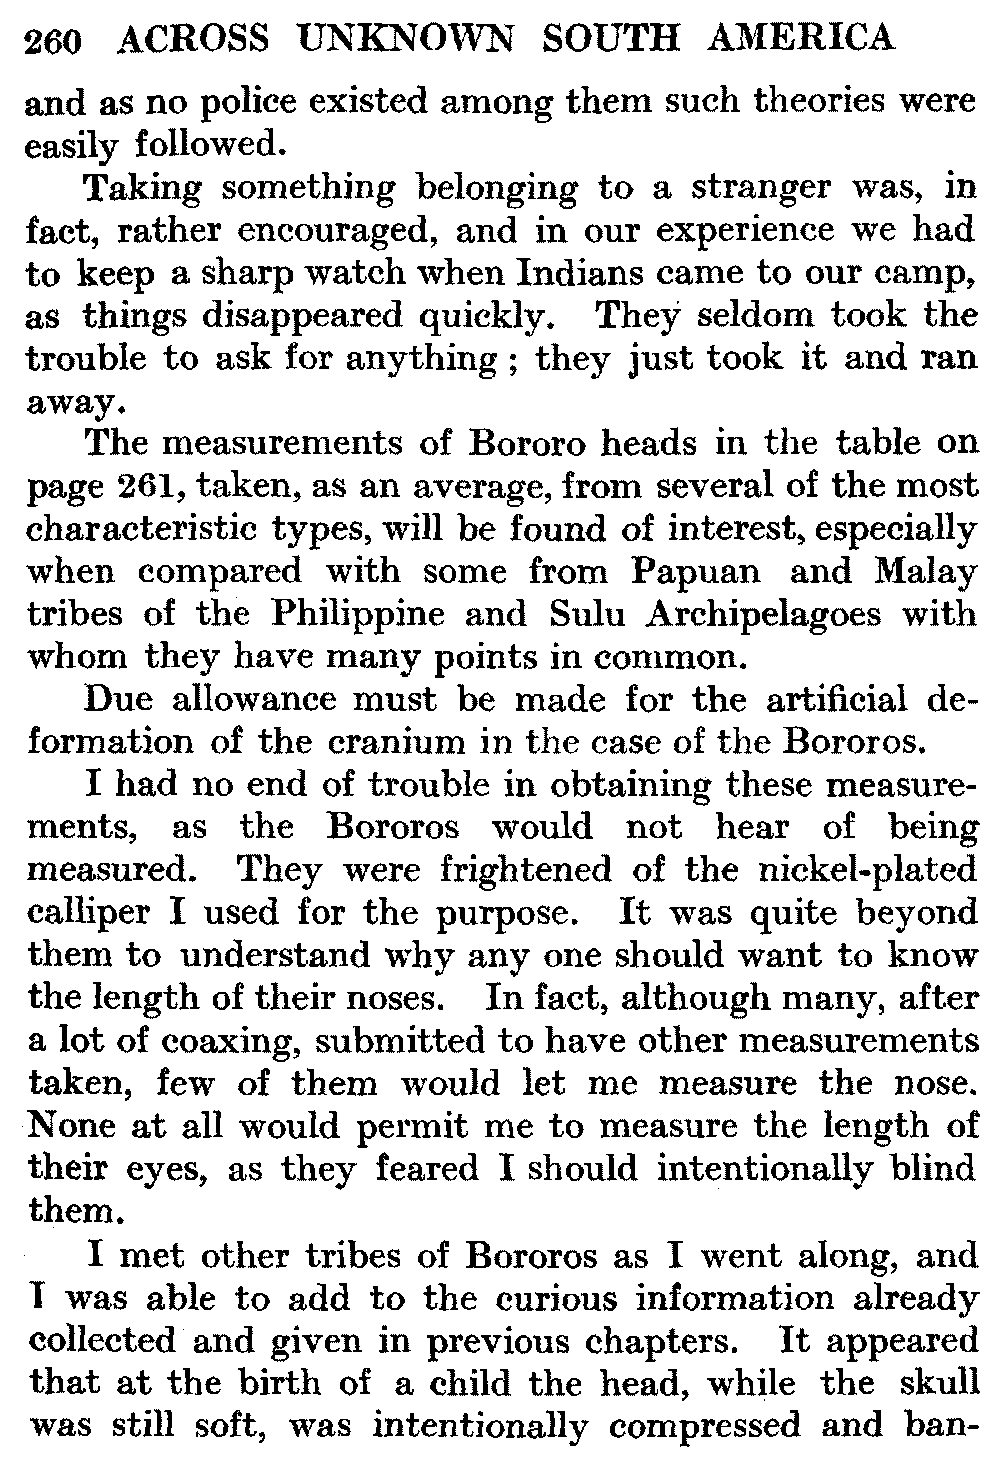 260 ACROSS UNKNOWN SOUTH AMERICA
and as no police existed among them such theories were
easily followed.
Taking something belonging to a stranger was, in
fact, rather encouraged, and in our experience we had
to keep a sharp watch when Indians came to our camp,
as things disappeared quickly. They seldom took the
trouble to ask for anything ; they just took it and ran
away.
The measurements of Bororo heads in the table on
page 261, taken, as an average, from several of the most
characteristic types, will be found of interest, especially
when compared with some from Papuan and Malay
tribes of the Philippine and Sulu Archipelagoes with
whom they have many points in common.
Due allowance must be made for the artificial de-
formation of the cranium in the case of the Bororos.
I had no end of trouble in obtaining these measure-
ments, as the Bororos would not hear of being
measured. They were frightened of the nickel-plated
calliper I used for the purpose. It was quite beyond
them to understand why any one should want to know
the length of their noses. In fact, although many, after
a lot of coaxing, submitted to have other measurements
taken, few of them would let me measure the nose.
None at all would permit me to measure the length of
their eyes, as they feared I should intentionally blind
them.
I met other tribes of Bororos as I went along, and
I was able to add to the curious information already
collected and given in previous chapters. It appeared
that at the birth of a child the head, while the skull
was still soft, was intentionally compressed and ban-